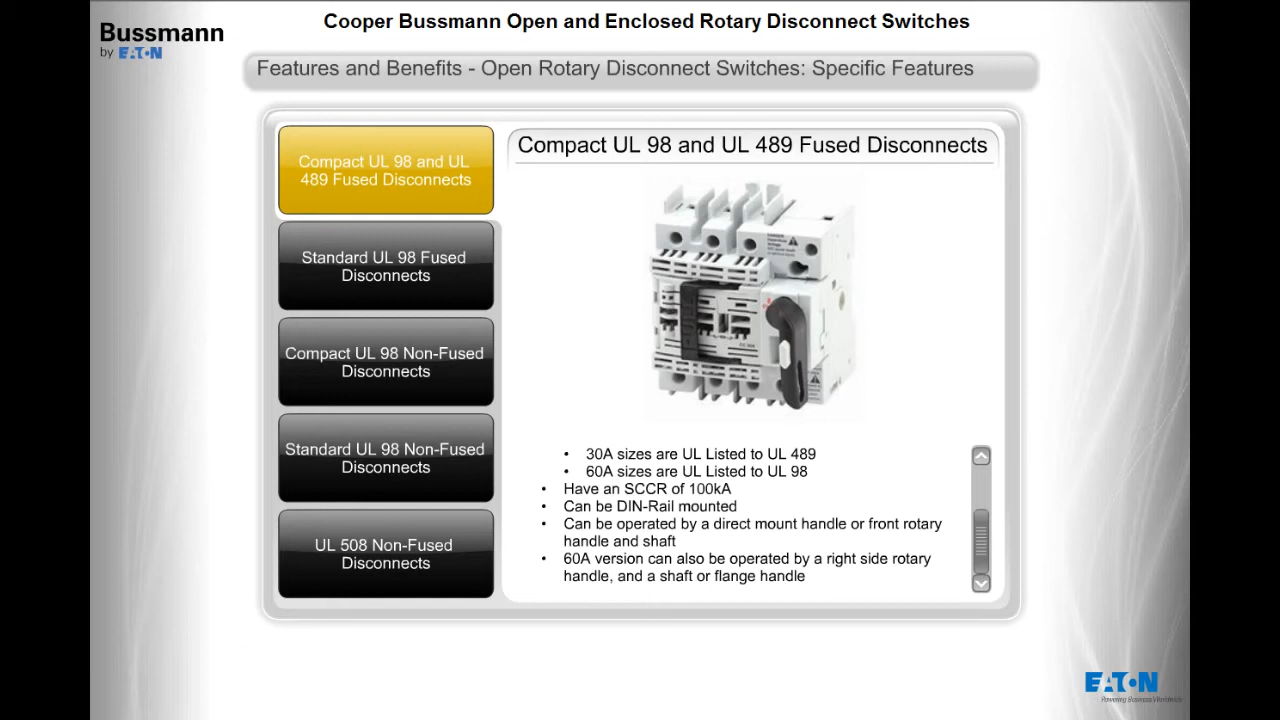 Cooper Bussmann Open and Enclosed Rotary Disconnect Switches
Bussmann
by EATON
Features and Benefits - Open Rotary Disconnect Switches: Specific Features
Compact UL 98 and UL
489 Fused Disconnects
Standard UL 98 Fused
Disconnects
Compact UL 98 Non-Fused
Disconnects
Standard UL 98 Non-Fused
Disconnects
UL 508 Non-Fused
Disconnects
Compact UL 98 and UL 489 Fused Disconnects
• 30A sizes are UL Listed to UL 489
• 60A sizes are UL Listed to UL 98
• Have an SCCR of 100kA
• Can be DIN-Rail mounted
• Can be operated by a direct mount handle or front rotary
handle and shaft
• 60A version can also be operated by a right side rotary
handle, and a shaft or flange handle
EATON
Powering Business Worldwide